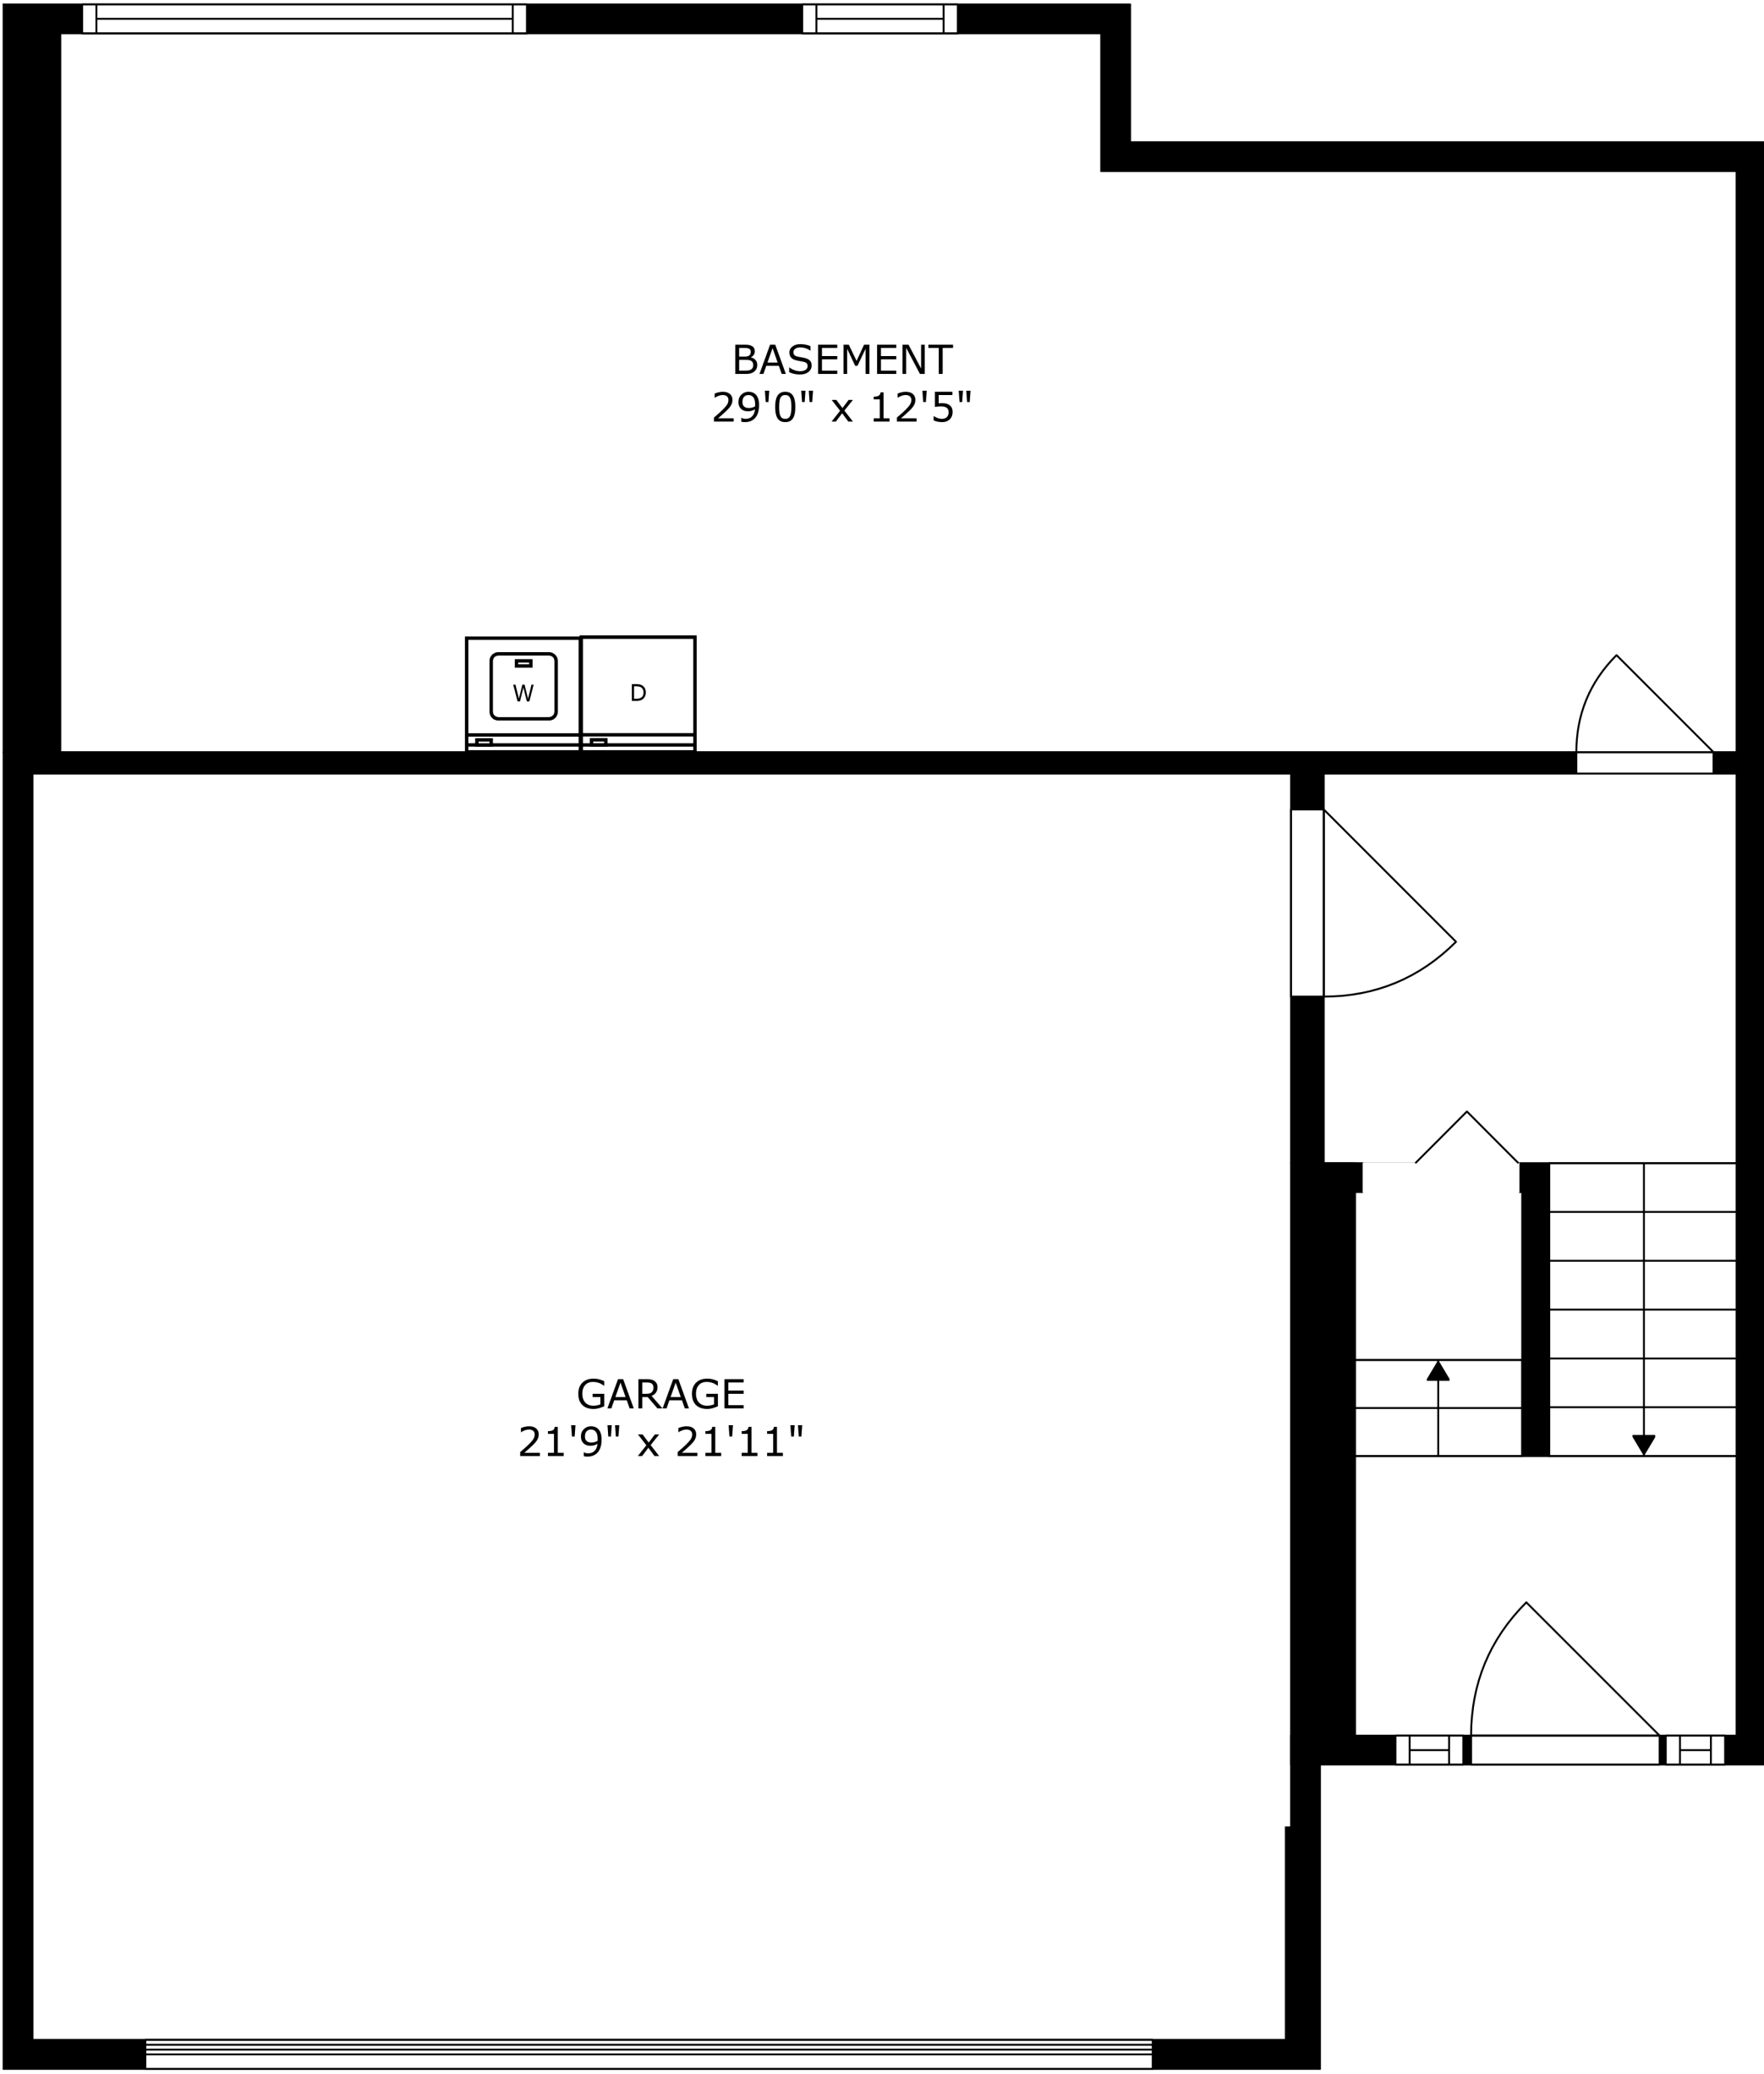 BASEMENT
29'0" x 12'5"
W
D
GARAGE
21'9" x 21'11"